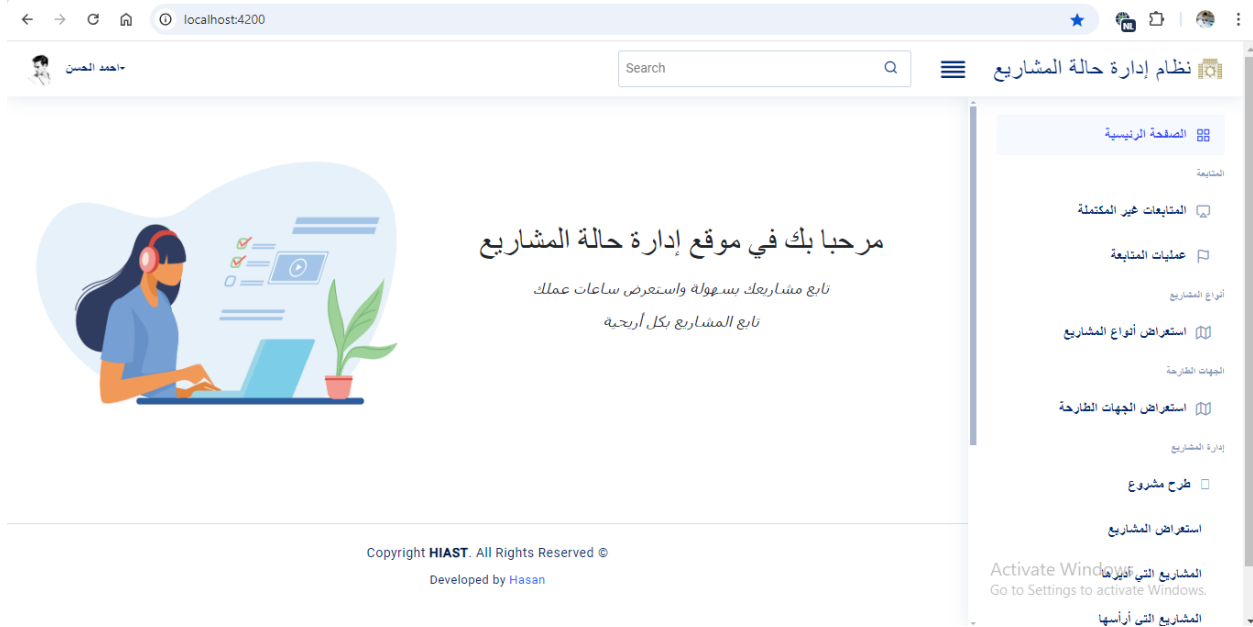 localhost:4200
NL
نظام إدارة حالة المشاريع
Search
احمد الحسن
الصفحة الرئيسية
المتابعة
المتابعات غير المكتملة
عمليات المتابعة
أنواع المشاريع
استعراض أنواع المشاريع
الجهات الطارحة
استعراض الجهات الطارحة
إدارة المشاريع
طرح مشروع
استعراض المشاريع
المشاريع التي أديرها
المشاريع التي أرأسها
مرحبا بك في موقع إدارة حالة المشاريع
تابع مشاريعك بسهولة واستعرض ساعات عملك
تابع المشاريع بكل أريحية
Copyright HIAST. All Rights Reserved ©
Developed by Hasan
Activate Windows
Go to Settings to activate Windows.